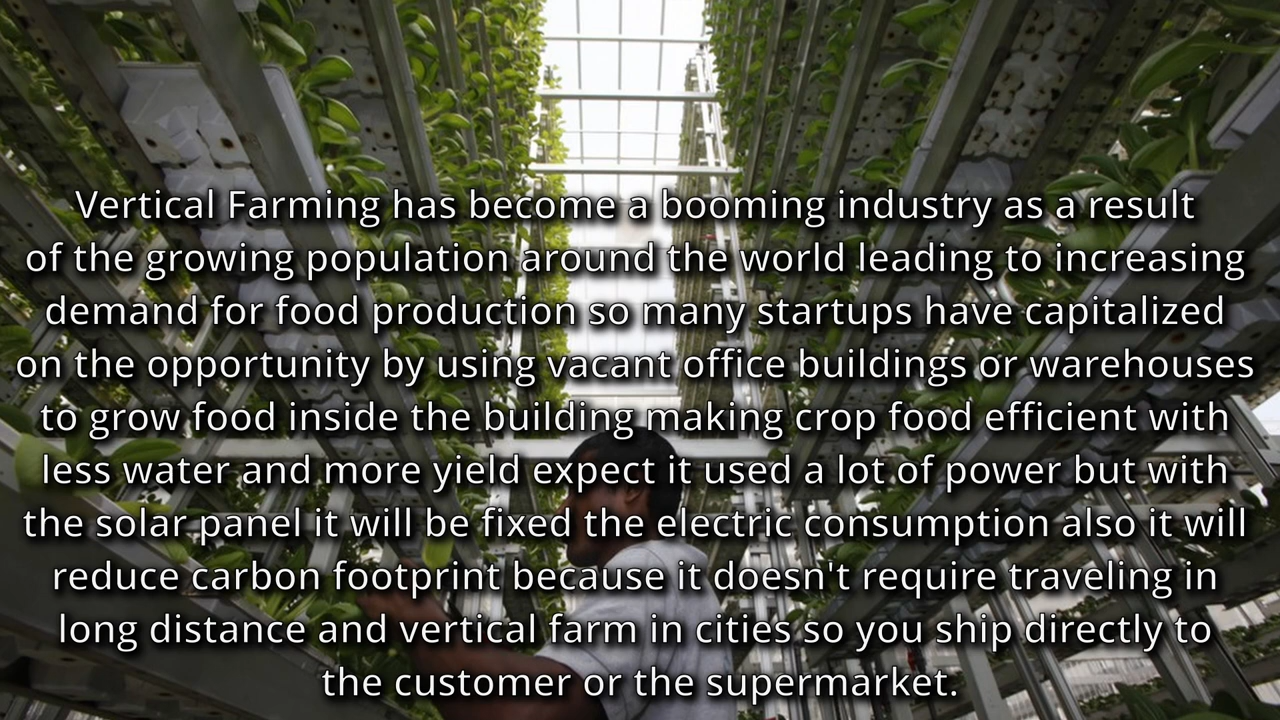 Vertical Farming has become a booming industry as a result
of the growing population around the world leading to increasing
demand for food production so many startups have capitalized
on the opportunity by using vacant office buildings or warehouses
to grow food inside the building making crop food efficient with
less water and more yield expect it used a lot of power but with
the solar panel it will be fixed the electric consumption also it will
reduce carbon footprint because it doesn't require traveling in
long distance and vertical farm in cities so you ship directly to
the customer or the supermarket.